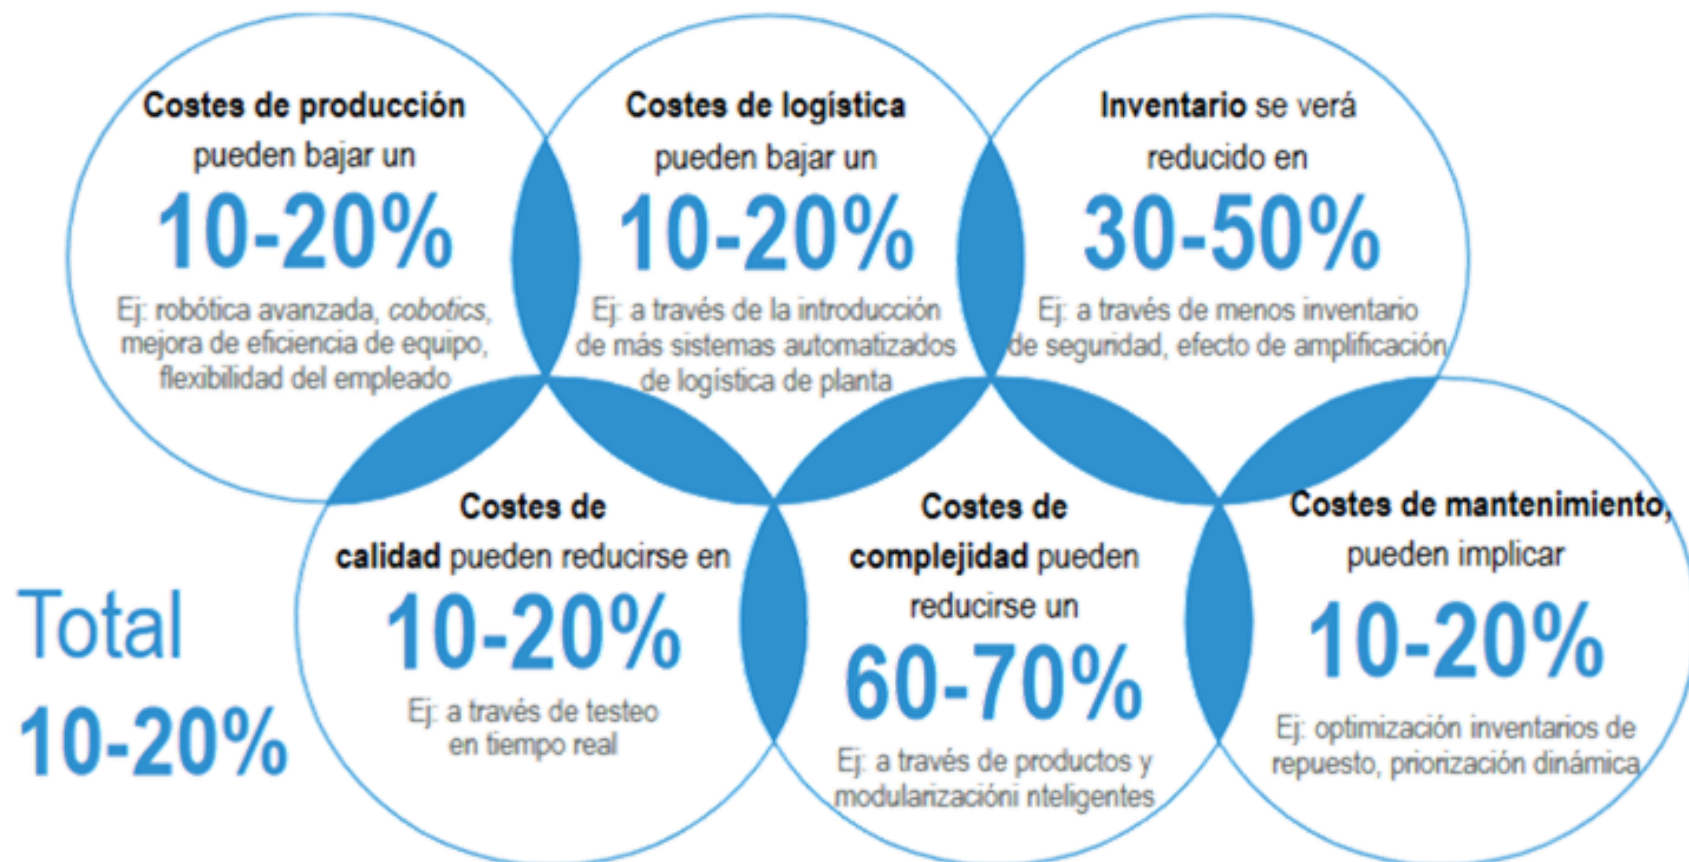 Costes de producción
pueden bajar un
10-20%
Ej: robótica avanzada, cobotics,
mejora de eficiencia de equipo,
flexibilidad del empleado
Costes de logística
pueden bajar un
10-20%
Ej: a través de la introducción
de más sistemas automatizados
de logística de planta
Inventario se verá
reducido en
30-50%
Ej: a través de menos inventario
de seguridad, efecto de amplificación
Total
10-20%
Costes de
calidad pueden reducirse en
10-20%
Ej: a través de testeo
en tiempo real
Costes de
complejidad pueden
reducirse un
60-70%
Ej: a través de productos y
modularizacióni nteligentes
Costes de mantenimiento,
pueden implicar
10-20%
Ej: optimización inventarios de
repuesto, priorización dinámica